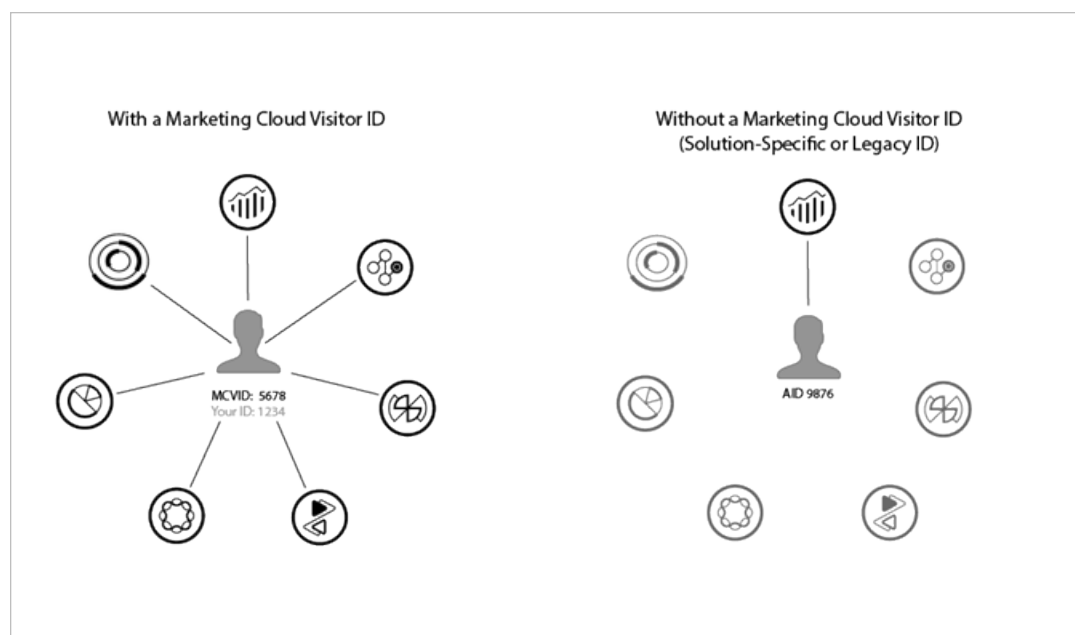 With a Marketing Cloud Visitor ID
Without a Marketing Cloud Visitor ID
(Solution-Specific or Legacy ID)
MCVID: 5678
Your ID: 1234
AID 9876